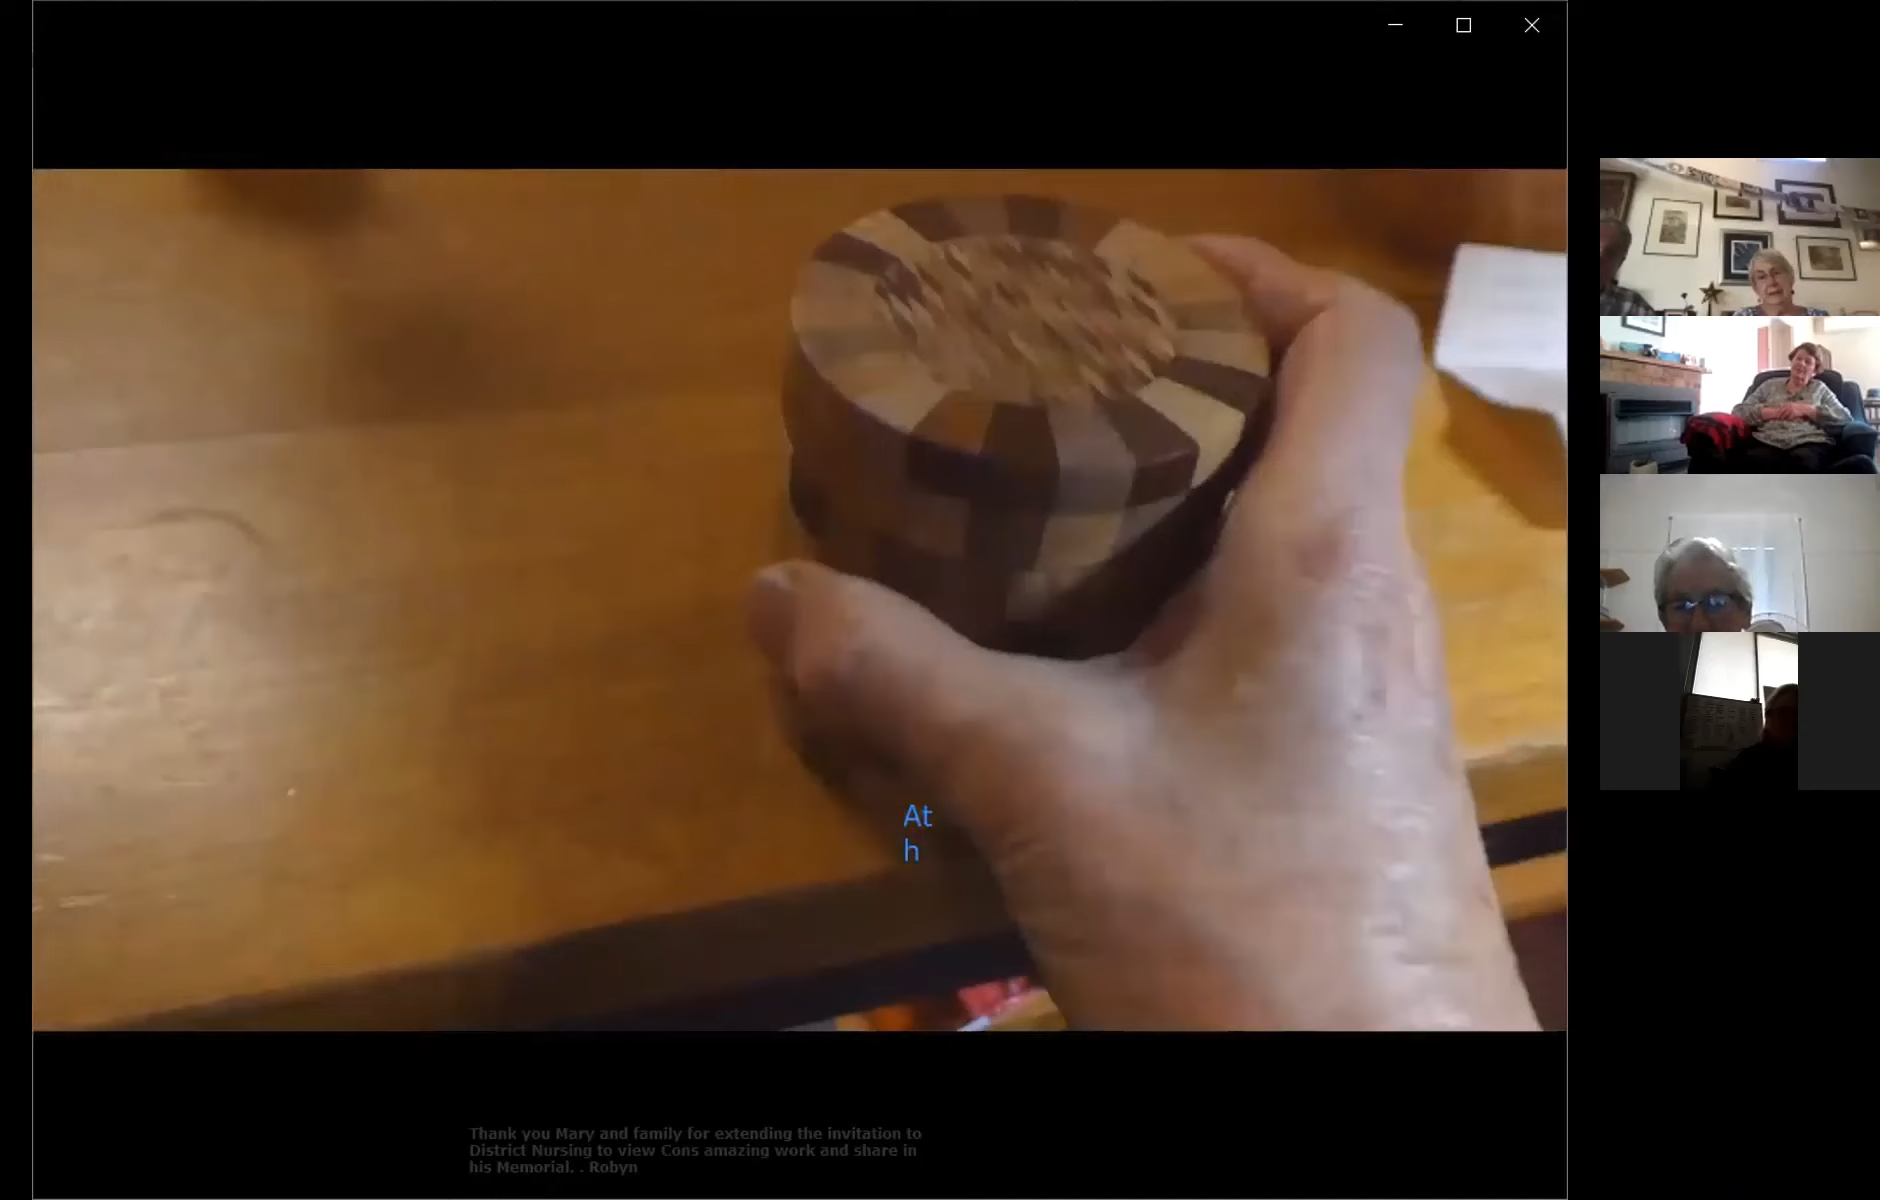 At
h
Thank you Mary and family for extending the invitation to
District Nursing to view Cons amazing work and share in
his Memorial. . Robyn